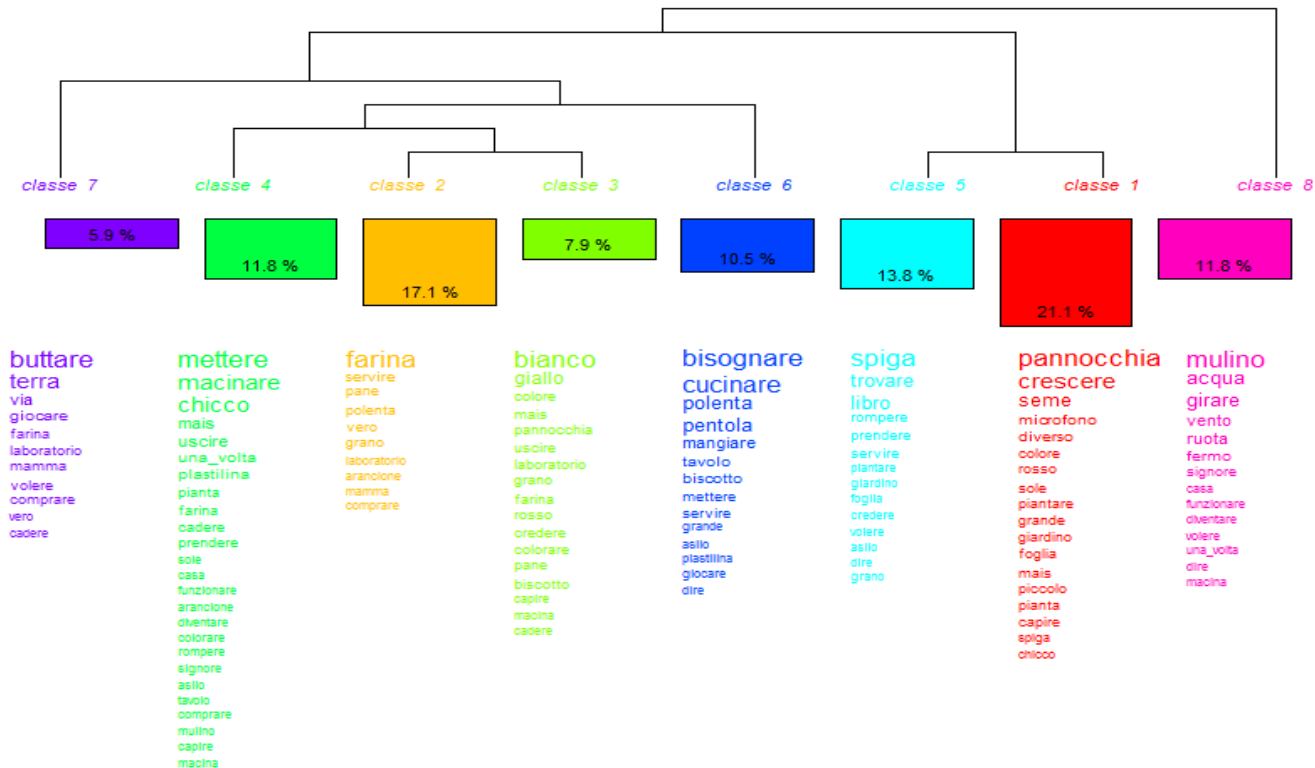 classe 7
classe 4
classe 2
classe 3
classe 6
classe 5
classe 1
classe 8
5.9 %
11.8 %
17.1 %
7.9 %
10.5 %
13.8 %
21.1 %
11.8 %
buttare
terra
via
giocare
farina
laboratorio
mamma
volere
comprare
vero
cadere
mettere
macinare
chicco
mais
uscire
una_volta
plastilina
pianta
farina
cadere
prendere
sole
casa
funzionare
arancione
diventare
colorare
rompere
signore
asilo
tavolo
comprare
mulino
capire
macina
farina
servire
pane
polenta
vero
grano
laboratorio
arancione
mamma
comprare
bianco
giallo
colore
mais
pannocchia
uscire
laboratorio
grano
farina
rosso
credere
colorare
pane
biscotto
capire
macina
cadere
bisognare
cucinare
polenta
pentola
mangiare
tavolo
biscotto
mettere
servire
grande
asilo
plastilina
giocare
dire
spiga
trovare
libro
rompere
prendere
servire
piantare
giardino
foglia
credere
volere
asilo
dire
grano
pannocchia
crescere
seme
microfono
diverso
colore
rosso
sole
piantare
grande
giardino
foglia
mais
piccolo
pianta
capire
spiga
chicco
mulino
acqua
girare
vento
ruota
fermo
signore
casa
funzionare
diventare
volere
una_volta
dire
macina